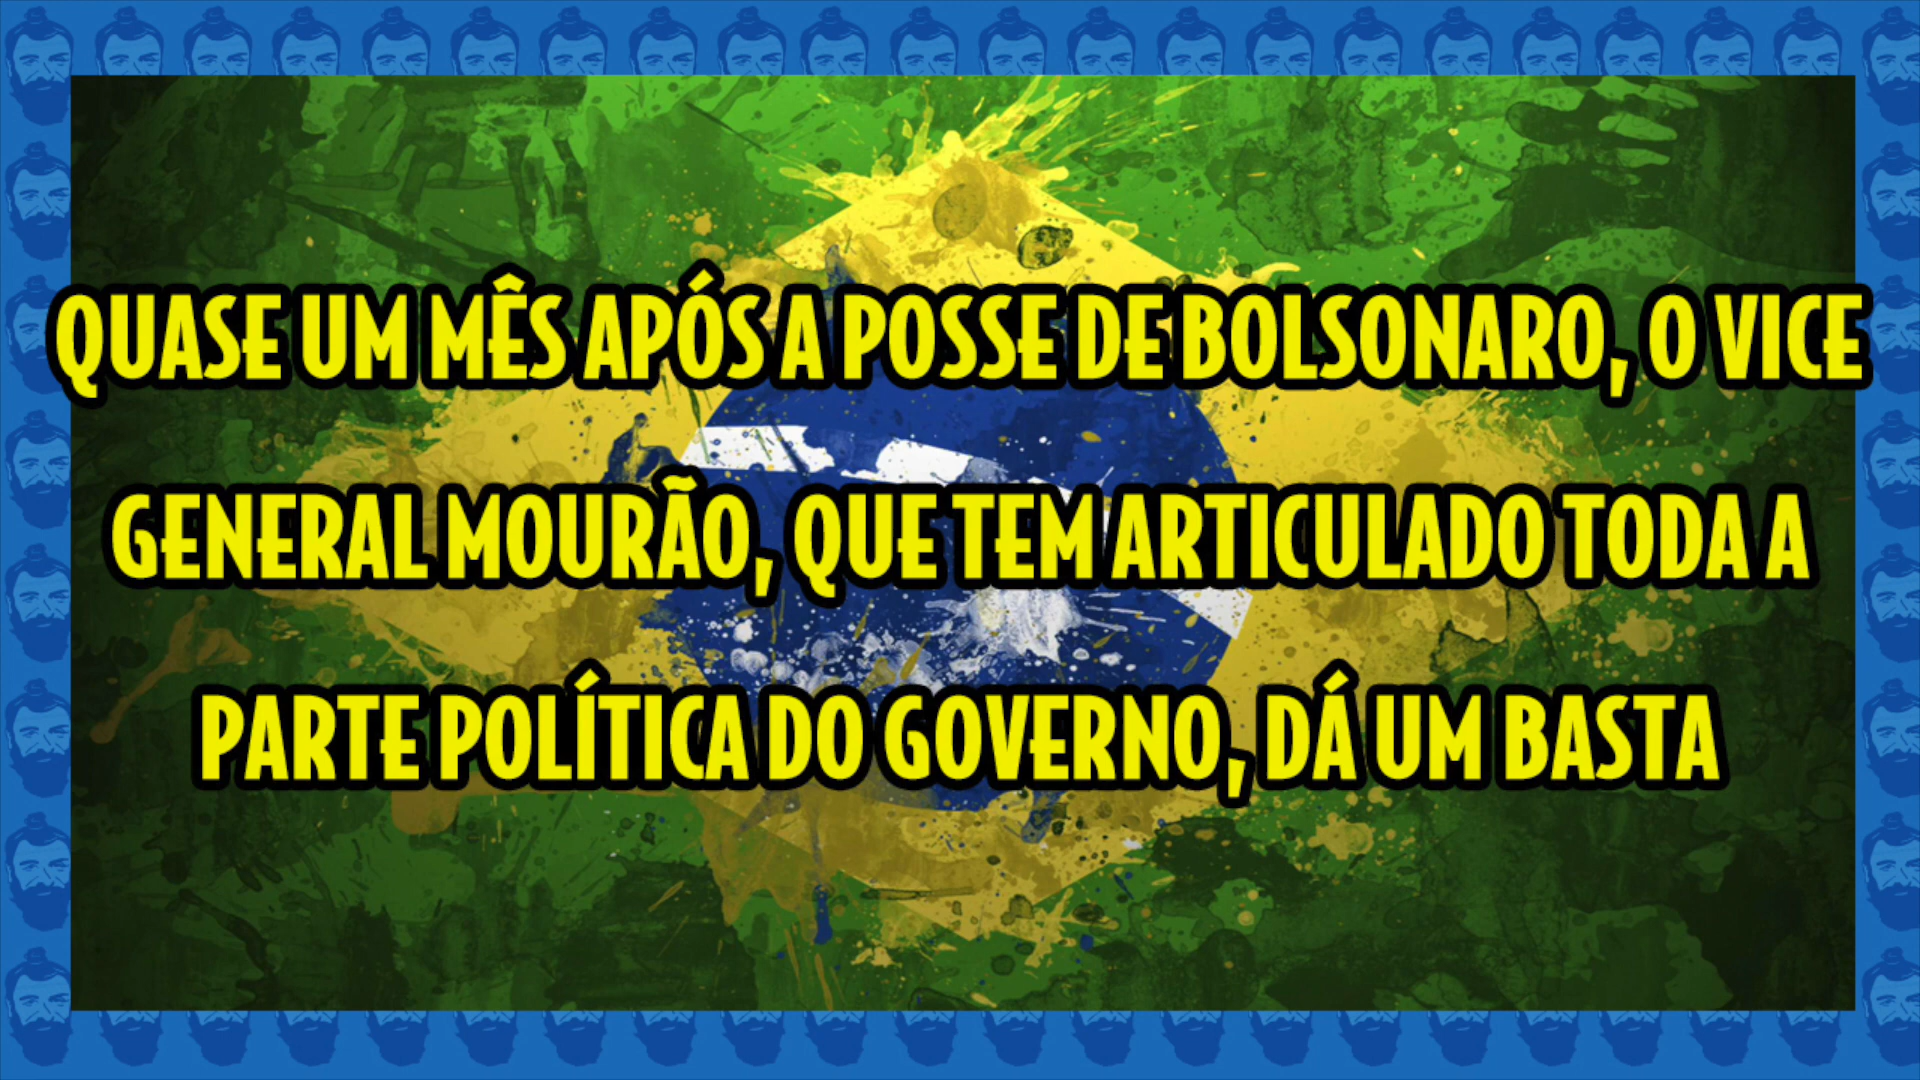 QUASE UM MÊS APÓS A POSSE DE BOLSONARO, O VICE
GENERAL MOURÃO, QUE TEM ARTICULADO TODA A
PARTE POLÍTICA DO GOVERNO, DÁ UM BASTA